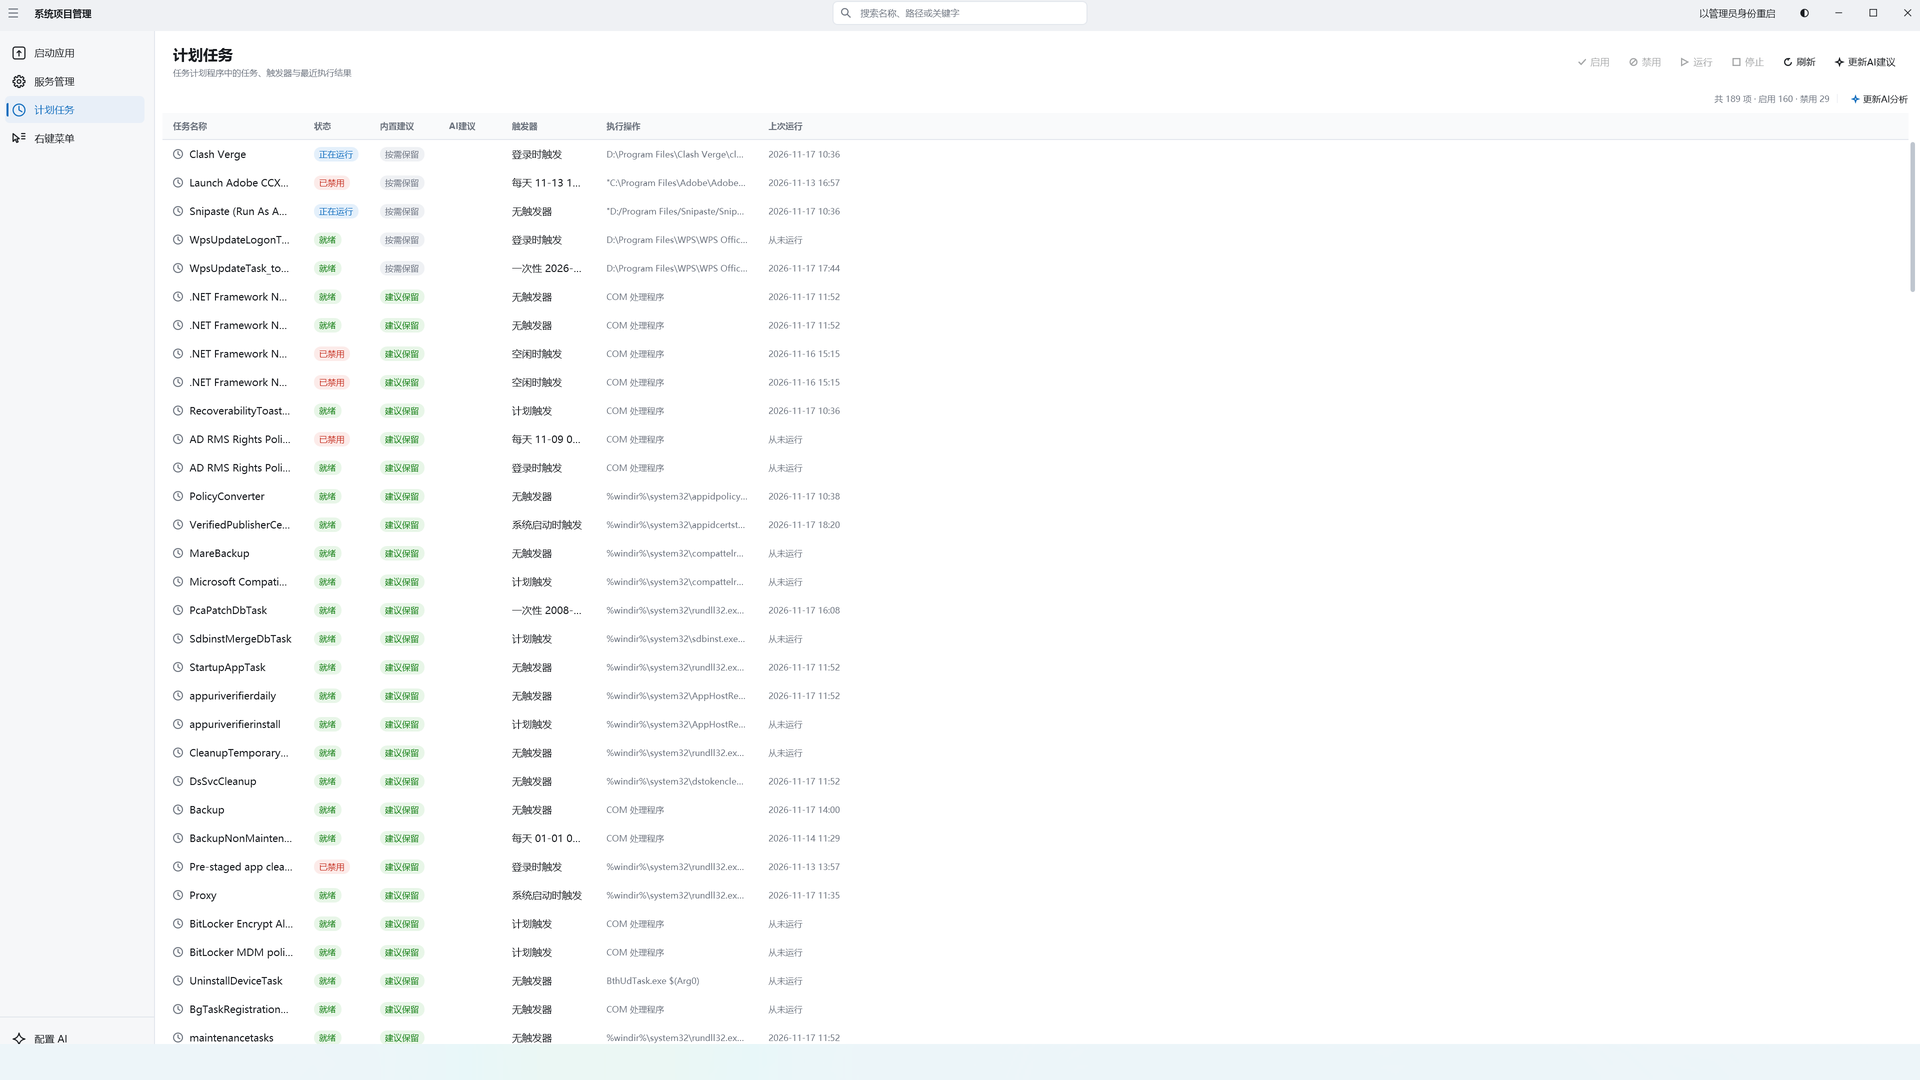 系统项目管理
搜索名称、路径或关键字
以管理员身份重启
启动应用
服务管理
计划任务
右键菜单
配置 AI
计划任务
任务计划程序中的任务、触发器与最近执行结果
启用 禁用 运行 停止 刷新 更新AI建议
共 189 项 · 启用 160 · 禁用 29 更新AI分析
任务名称 状态 内置建议 AI建议 触发器 执行操作 上次运行
Clash Verge 正在运行 按需保留 登录时触发 D:\Program Files\Clash Verge\cl... 2026-11-17 10:36
Launch Adobe CCX... 已禁用 按需保留 每天 11-13 1... "C:\Program Files\Adobe\Adobe... 2026-11-13 16:57
Snipaste (Run As A... 正在运行 按需保留 无触发器 "D:/Program Files/Snipaste/Snip... 2026-11-17 10:36
WpsUpdateLogonT... 就绪 按需保留 登录时触发 D:\Program Files\WPS\WPS Offic... 从未运行
WpsUpdateTask_to... 就绪 按需保留 一次性 2026-... D:\Program Files\WPS\WPS Offic... 2026-11-17 17:44
.NET Framework N... 就绪 建议保留 无触发器 COM 处理程序 2026-11-17 11:52
.NET Framework N... 就绪 建议保留 无触发器 COM 处理程序 2026-11-17 11:52
.NET Framework N... 已禁用 建议保留 空闲时触发 COM 处理程序 2026-11-16 15:15
.NET Framework N... 已禁用 建议保留 空闲时触发 COM 处理程序 2026-11-16 15:15
RecoverabilityToast... 就绪 建议保留 计划触发 COM 处理程序 2026-11-17 10:36
AD RMS Rights Poli... 已禁用 建议保留 每天 11-09 0... COM 处理程序 从未运行
AD RMS Rights Poli... 就绪 建议保留 登录时触发 COM 处理程序 从未运行
PolicyConverter 就绪 建议保留 无触发器 %windir%\system32\appidpolicy... 2026-11-17 10:38
VerifiedPublisherCe... 就绪 建议保留 系统启动时触发 %windir%\system32\appidcertst... 2026-11-17 18:20
MareBackup 就绪 建议保留 无触发器 %windir%\system32\compattelr... 从未运行
Microsoft Compati... 就绪 建议保留 计划触发 %windir%\system32\compattelr... 从未运行
PcaPatchDbTask 就绪 建议保留 一次性 2008-... %windir%\system32\rundll32.ex... 2026-11-17 16:08
SdbinstMergeDbTask 就绪 建议保留 计划触发 %windir%\system32\sdbinst.exe... 从未运行
StartupAppTask 就绪 建议保留 无触发器 %windir%\system32\rundll32.ex... 2026-11-17 11:52
appuriverifierdaily 就绪 建议保留 无触发器 %windir%\system32\AppHostRe... 2026-11-17 11:52
appuriverifierinstall 就绪 建议保留 计划触发 %windir%\system32\AppHostRe... 从未运行
CleanupTemporary... 就绪 建议保留 无触发器 %windir%\system32\rundll32.ex... 从未运行
DsSvcCleanup 就绪 建议保留 无触发器 %windir%\system32\dstokencle... 2026-11-17 11:52
Backup 就绪 建议保留 无触发器 COM 处理程序 2026-11-17 14:00
BackupNonMainten... 就绪 建议保留 每天 01-01 0... COM 处理程序 2026-11-14 11:29
Pre-staged app clea... 已禁用 建议保留 登录时触发 %windir%\system32\rundll32.ex... 2026-11-13 13:57
Proxy 就绪 建议保留 系统启动时触发 %windir%\system32\rundll32.ex... 2026-11-17 11:35
BitLocker Encrypt Al... 就绪 建议保留 计划触发 COM 处理程序 从未运行
BitLocker MDM poli... 就绪 建议保留 计划触发 COM 处理程序 从未运行
UninstallDeviceTask 就绪 建议保留 无触发器 BthUdTask.exe $(Arg0) 从未运行
BgTaskRegistration... 就绪 建议保留 无触发器 COM 处理程序 从未运行
maintenancetasks 就绪 建议保留 无触发器 %windir%\system32\rundll32.ex... 2026-11-17 11:52